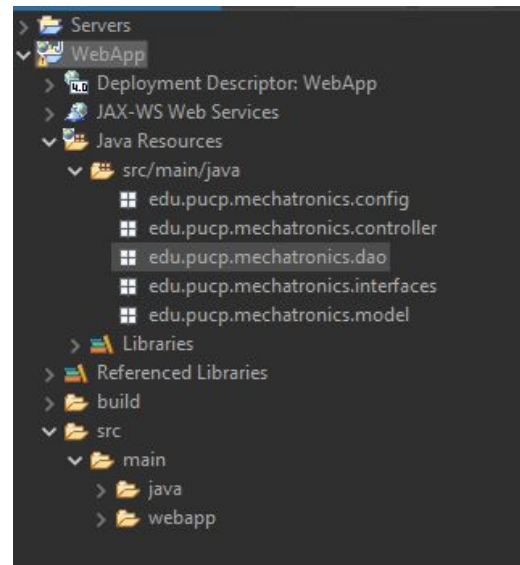 Servers
WebApp
4.0
Deployment Descriptor: WebApp
JAX-WS Web Services
Java Resources
src/main/java
edu.pucp.mechatronics.config
edu.pucp.mechatronics.controller
edu.pucp.mechatronics.dao
edu.pucp.mechatronics.interfaces
edu.pucp.mechatronics.model
Libraries
Referenced Libraries
build
src
main
java
webapp